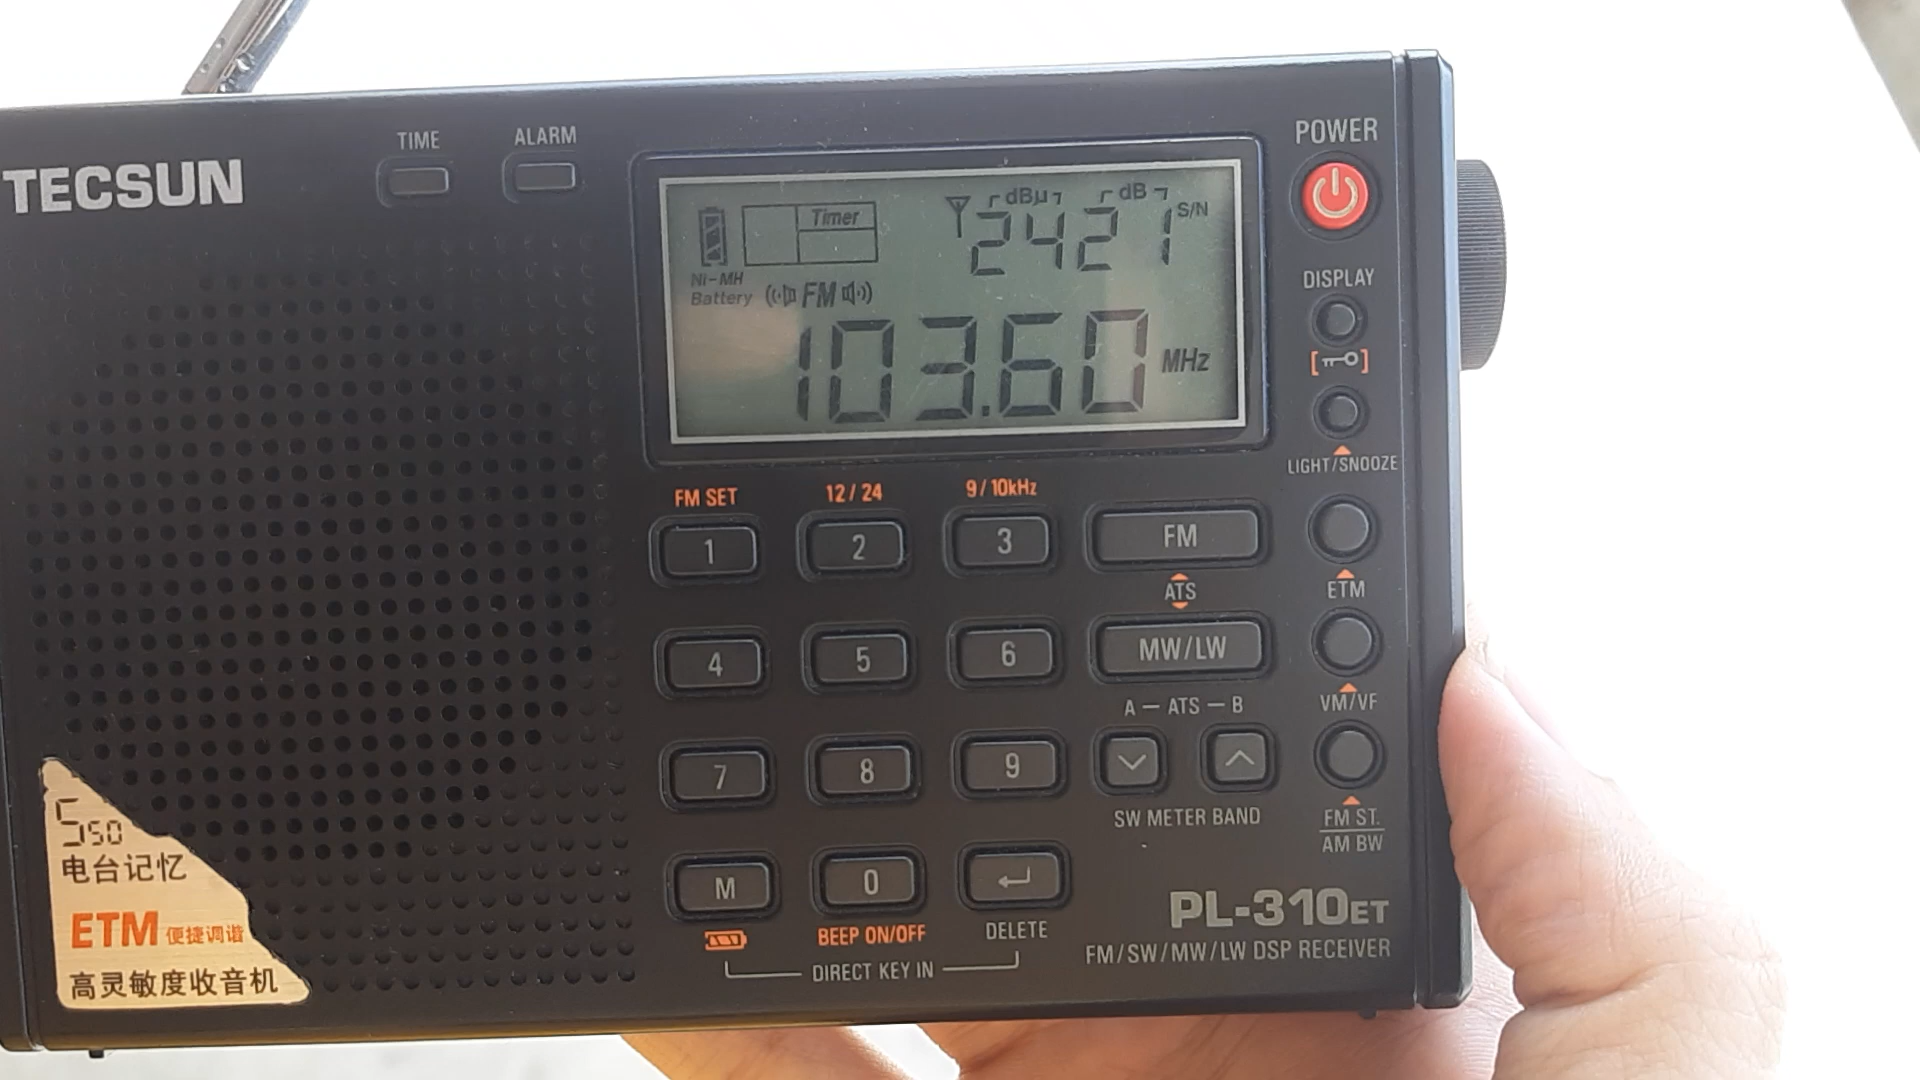 TIME
ALARM
POWER
TECSUN
Timer
dBμ
dB
2421
S/N
Ni-MH
Battery
FM
103.60 MHz
DISPLAY
LIGHT/SNOOZE
FM SET
12/24
9/10kHz
1
2
3
FM
ATS
ETM
4
5
6
MW/LW
A — ATS — B
VM/VF
7
8
9
SW METER BAND
FM ST.
AM BW
M
0
BEEP ON/OFF
DELETE
DIRECT KEY IN
PL-310ET
FM/SW/MW/LW DSP RECEIVER
550
电台记忆
ETM 便捷调谐
高灵敏度收音机